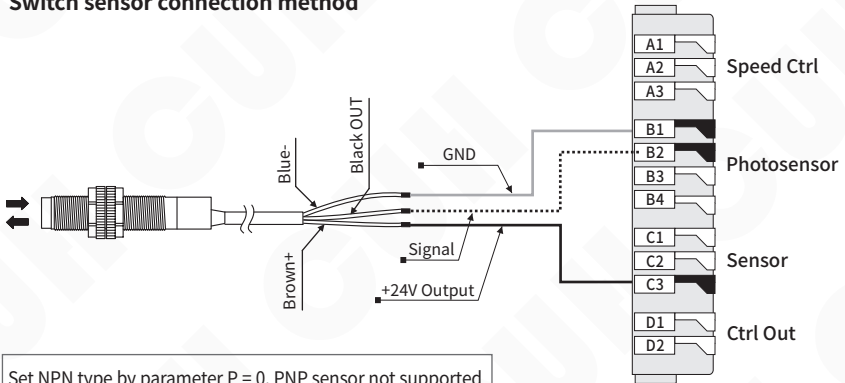 Switch sensor connection method
A1
A2
Speed Ctrl
A3
Blue-
Black OUT
GND
B1
B2
Photosensor
B3
B4
Signal
C1
C2
Sensor
C3
Brown+
+24V Output
D1
Ctrl Out
D2
Set NPN type by parameter P = 0, PNP sensor not supported